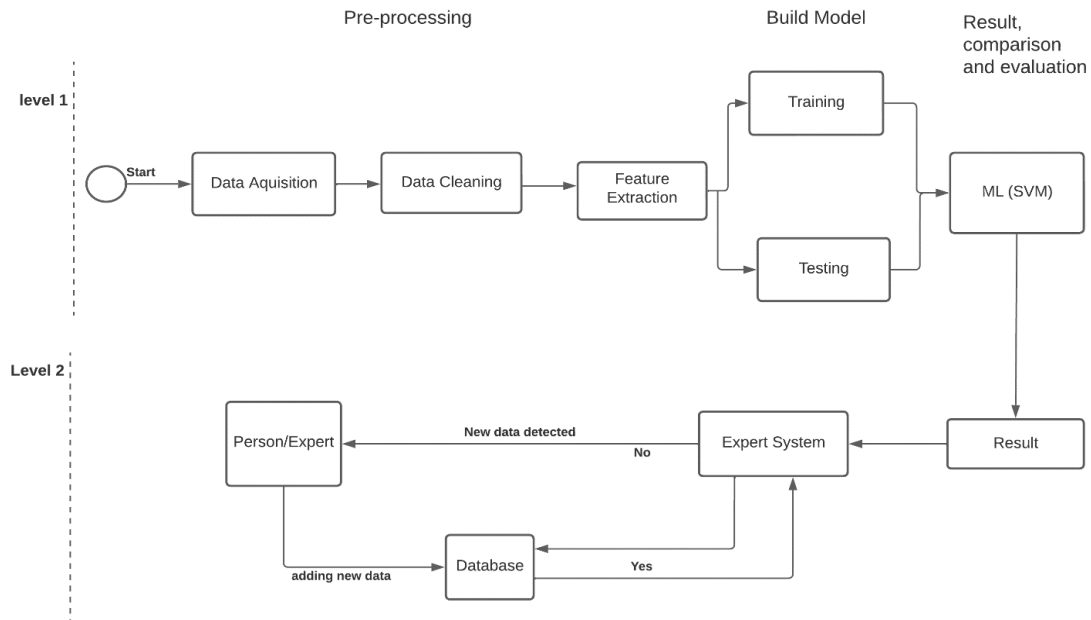 Pre-processing
Build Model
Result,
comparison
and evaluation
level 1
Start
Data Aquisition
Data Cleaning
Feature
Extraction
Training
Testing
ML (SVM)
Level 2
Person/Expert
New data detected
No
Expert System
Result
adding new data
Database
Yes